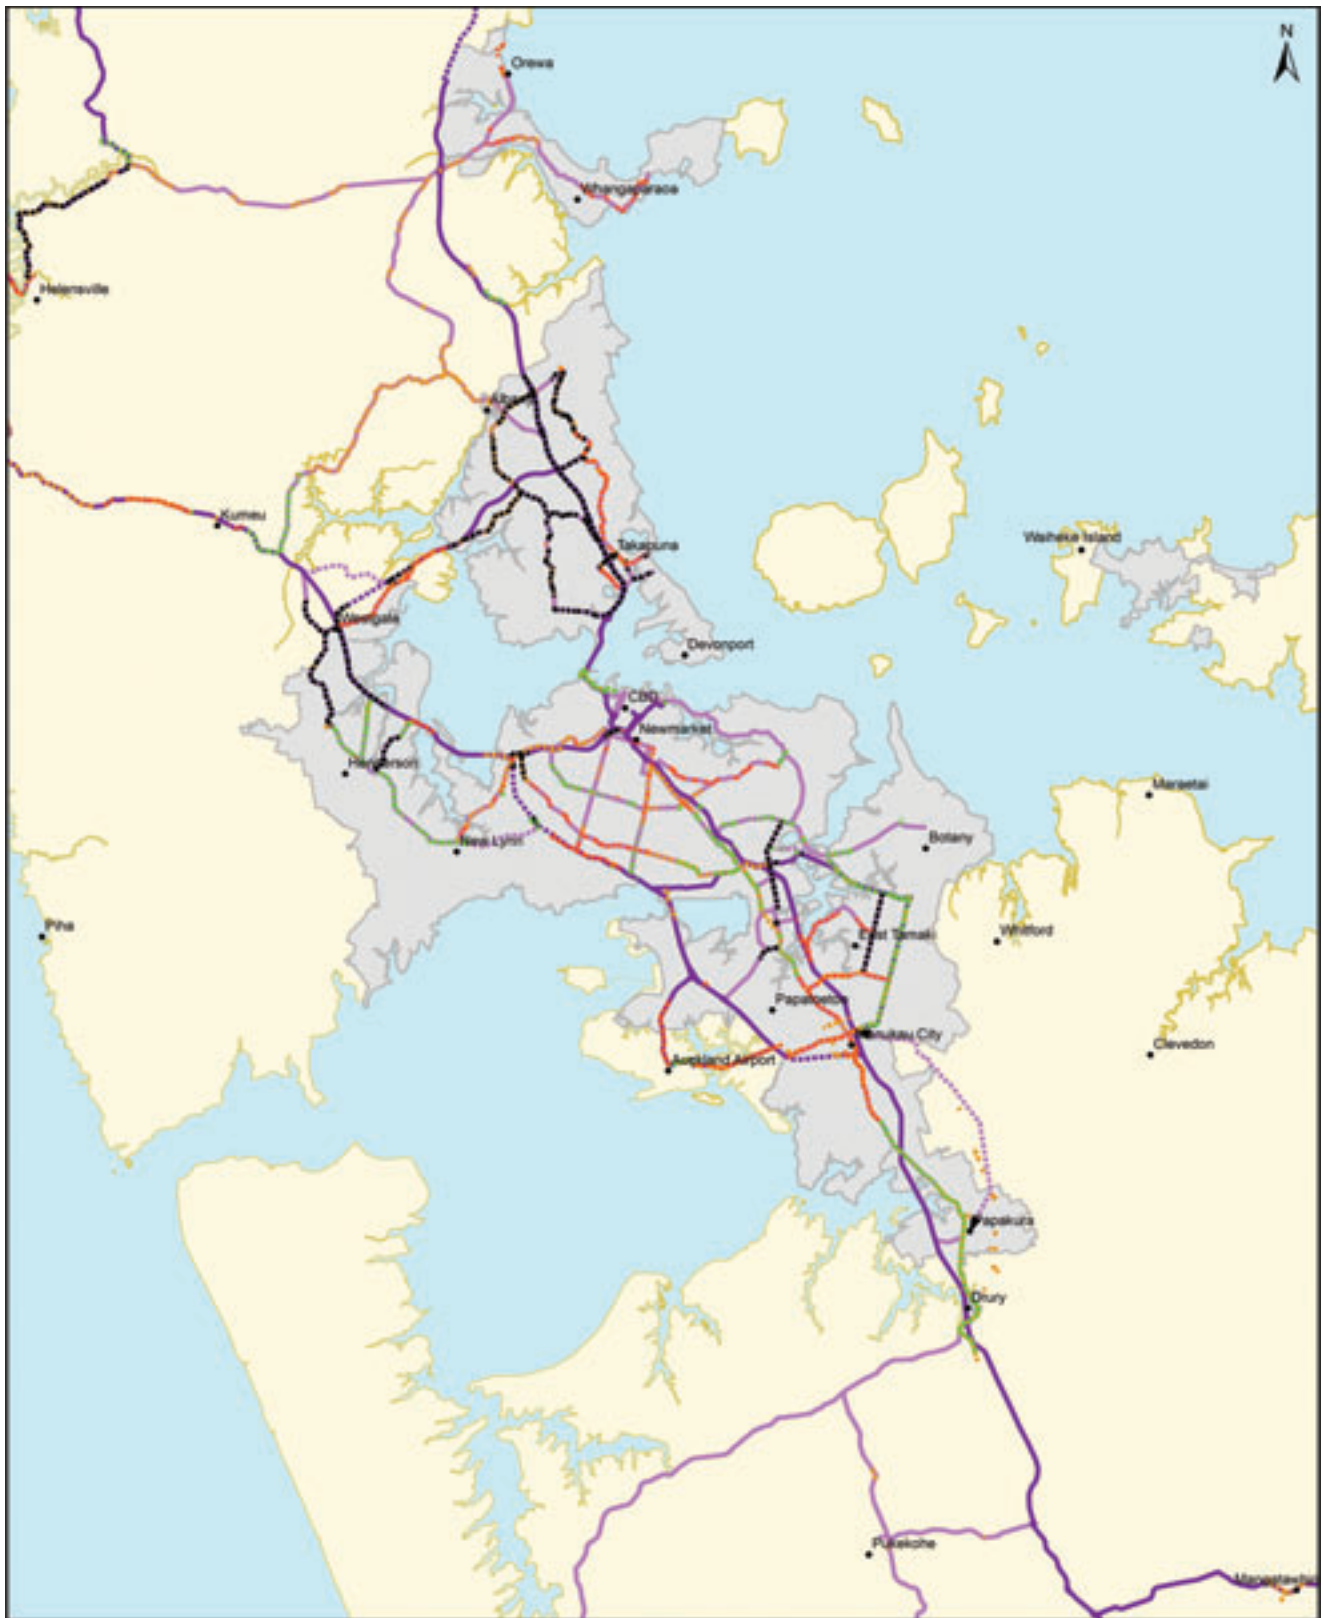 N
Orewa
Whangaparaoa
Helensville
Albany
Kumeu
Waiheke Island
Takapuna
Westgate
Devonport
CBD
Newmarket
Henderson
Maraetai
Botany
New Lynn
Piha
East Tamaki
Whitford
Papatoetoe
Manukau City
Clevedon
Auckland Airport
Papakura
Drury
Pukekohe